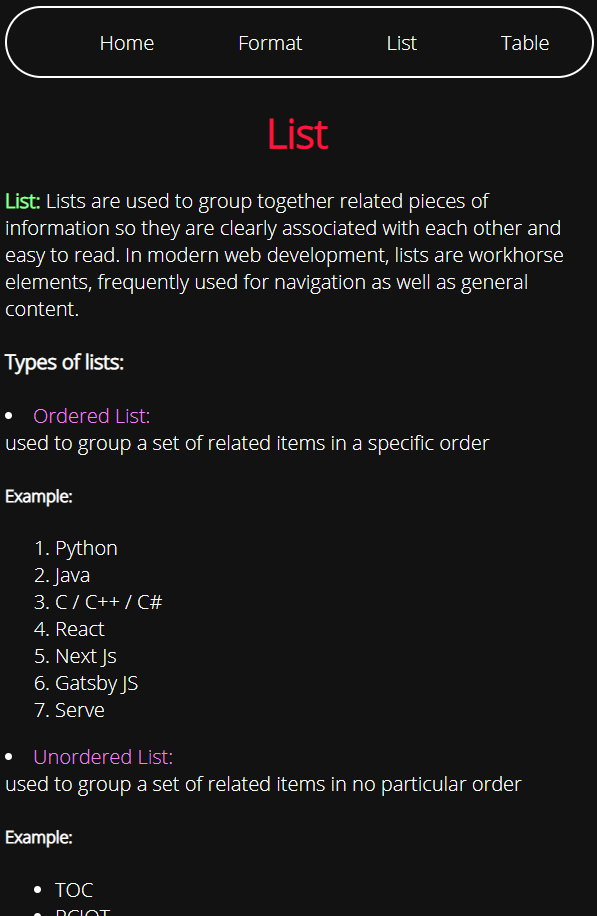 Home Format List Table
List
List: Lists are used to group together related pieces of
information so they are clearly associated with each other and
easy to read. In modern web development, lists are workhorse
elements, frequently used for navigation as well as general
content.
Types of lists:
• Ordered List:
used to group a set of related items in a specific order
Example:
1. Python
2. Java
3. C / C++ / C#
4. React
5. Next Js
6. Gatsby JS
7. Serve
• Unordered List:
used to group a set of related items in no particular order
Example:
• TOC